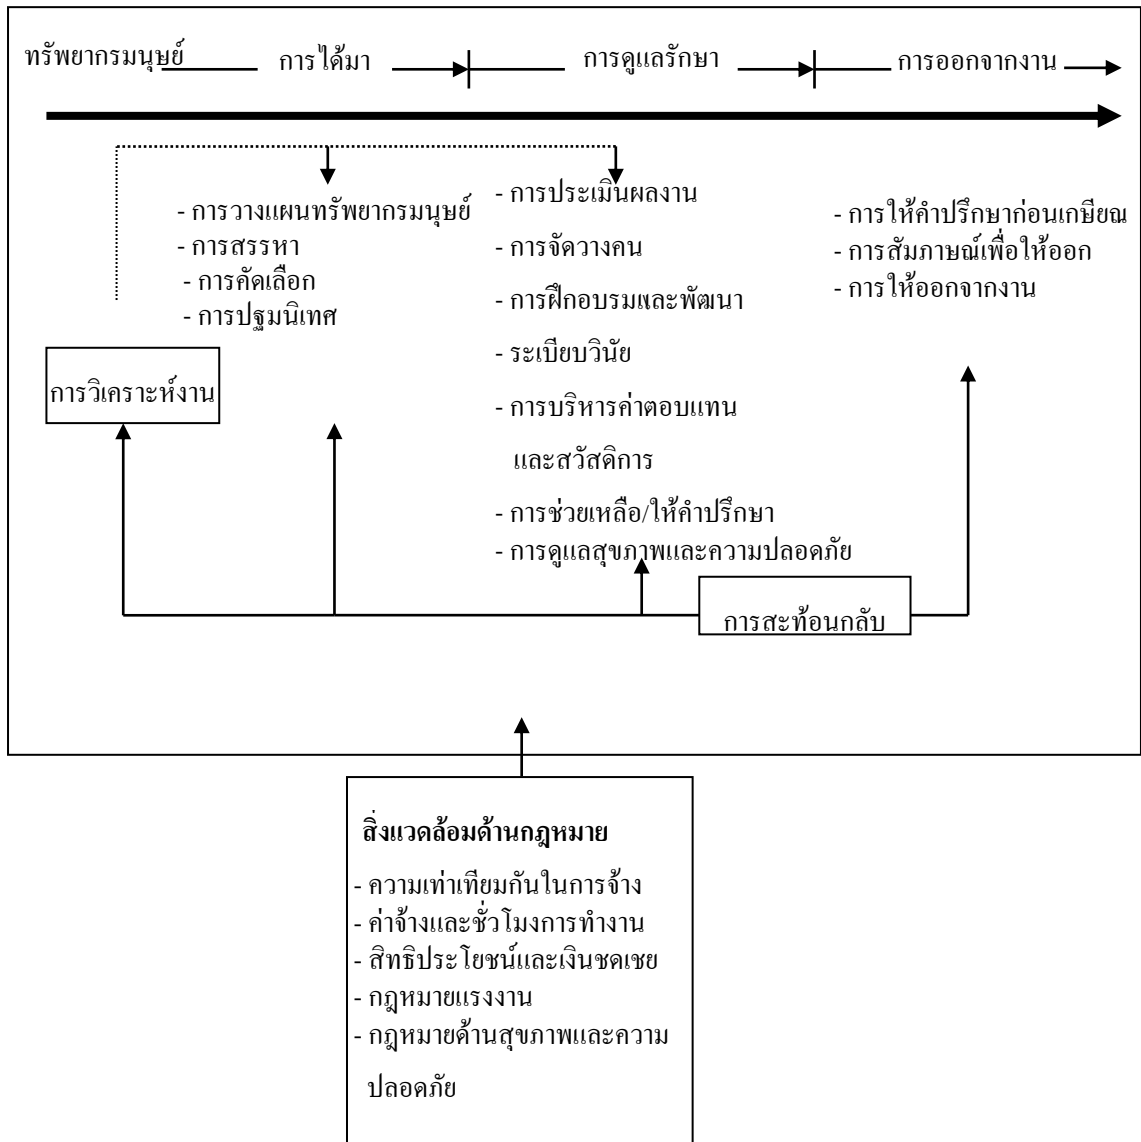 ทรัพยากรมนุษย์ การได้มา การดูแลรักษา การออกจากงาน
- การวางแผนทรัพยากรมนุษย์
- การสรรหา
- การคัดเลือก
- การปฐมนิเทศ
- การประเมินผลงาน
- การจัดวางคน
- การฝึกอบรมและพัฒนา
- ระเบียบวินัย
- การบริหารค่าตอบแทน
และสวัสดิการ
- การช่วยเหลือ/ให้คำปรึกษา
- การดูแลสุขภาพและความปลอดภัย
- การให้คำปรึกษาก่อนเกษียณ
- การสัมภาษณ์เพื่อให้ออก
- การให้ออกจากงาน
การวิเคราะห์งาน
การสะท้อนกลับ
สิ่งแวดล้อมด้านกฎหมาย
- ความเท่าเทียมกันในการจ้าง
- ค่าจ้างและชั่วโมงการทำงาน
- สิทธิประโยชน์และเงินชดเชย
- กฎหมายแรงงาน
- กฎหมายด้านสุขภาพและความ
ปลอดภัย